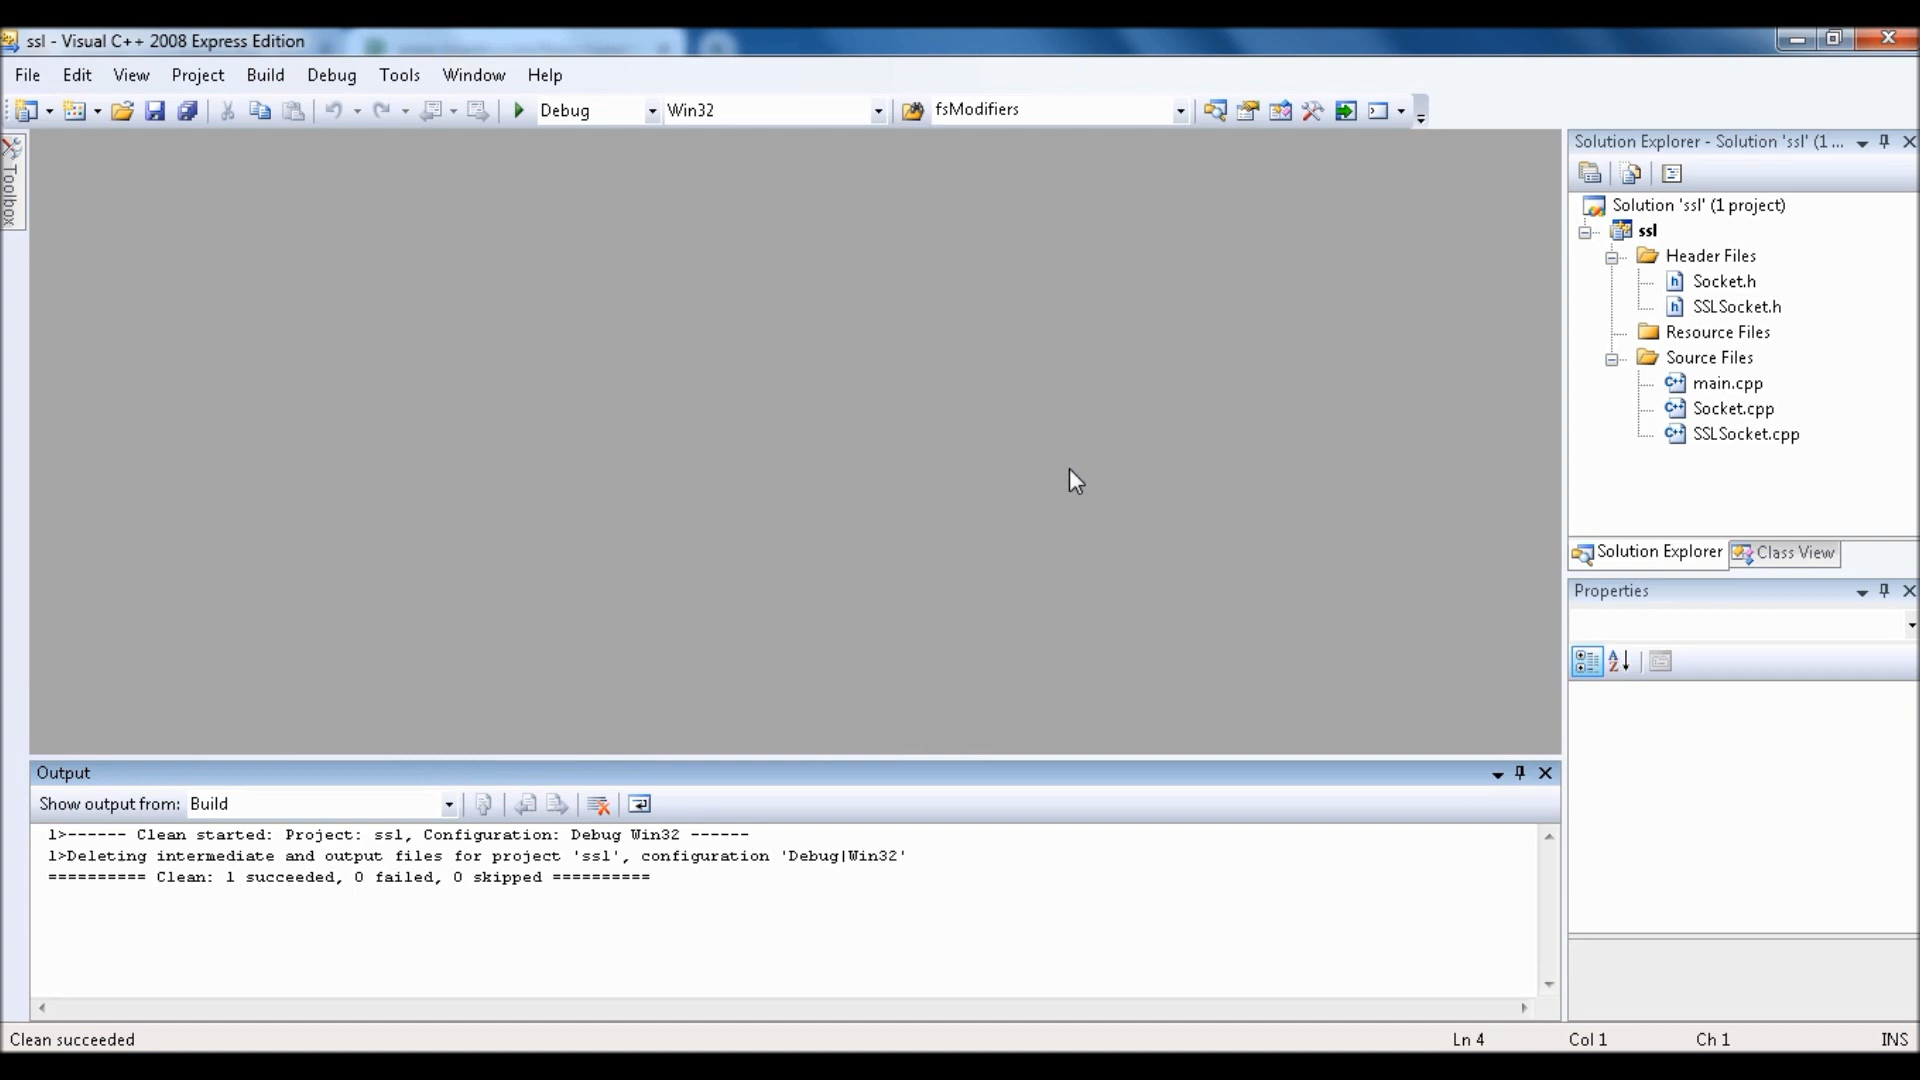 ssl - Visual C++ 2008 Express Edition
File Edit View Project Build Debug Tools Window Help
Debug Win32 fsModifiers
Toolbox
Solution Explorer - Solution 'ssl' (1 ...
Solution 'ssl' (1 project)
ssl
Header Files
Socket.h
SSLSocket.h
Resource Files
Source Files
main.cpp
Socket.cpp
SSLSocket.cpp
Solution Explorer Class View
Properties
Output
Show output from: Build
1>------ Clean started: Project: ssl, Configuration: Debug Win32 ------
1>Deleting intermediate and output files for project 'ssl', configuration 'Debug|Win32'
========== Clean: 1 succeeded, 0 failed, 0 skipped ==========
Clean succeeded Ln 4 Col 1 Ch 1 INS